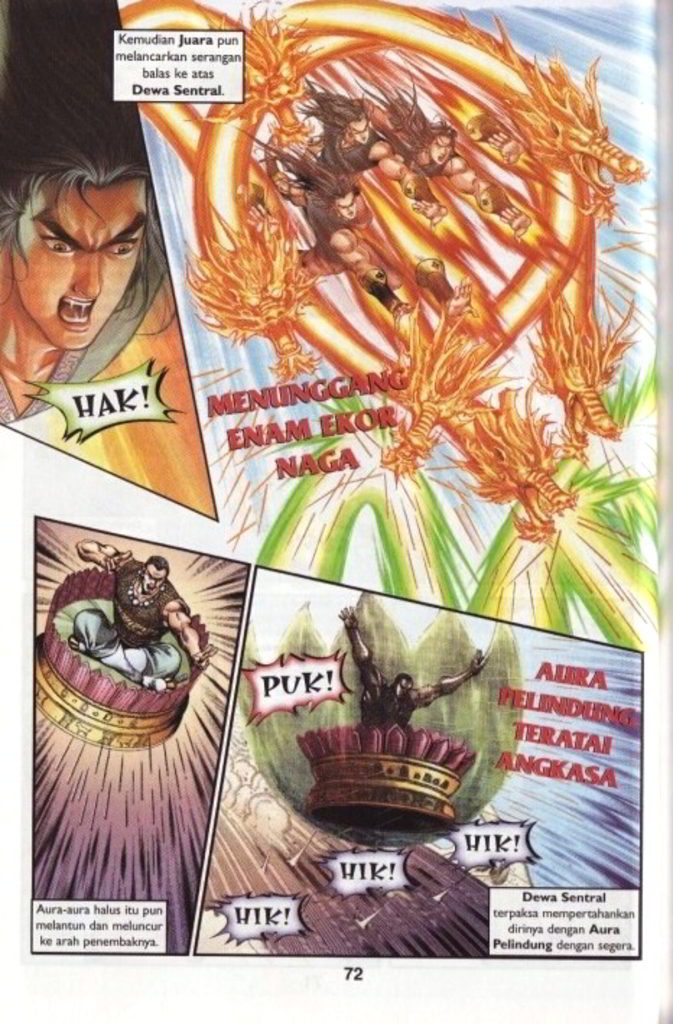 Kemudian Juara pun
melancarkan serangan
balas ke atas
Dewa Sentral.
HAK!
MENUNGGANG
ENAM EKOR
NAGA
Aura-aura halus itu pun
melantun dan meluncur
ke arah penembaknya.
PUK!
AURA
PELINDUNG
TERATAI
ANGKASA
HIK!
HIK!
HIK!
Dewa Sentral
terpaksa mempertahankan
dirinya dengan Aura
Pelindung dengan segera.
72